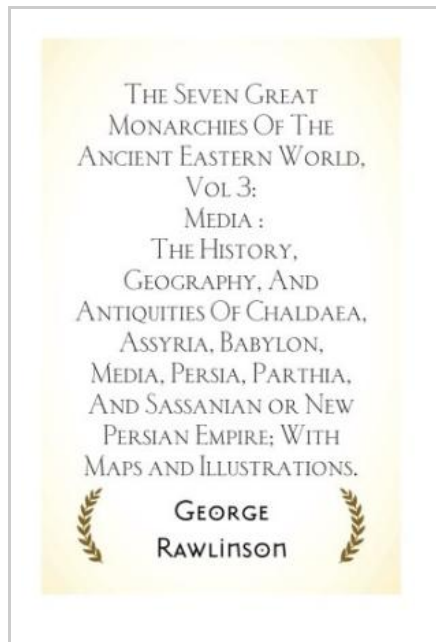 The Seven Great
Monarchies Of The
Ancient Eastern World,
Vol 3:
Media :
The History,
Geography, And
Antiquities Of Chaldaea,
Assyria, Babylon,
Media, Persia, Parthia,
And Sassanian or New
Persian Empire; With
Maps and Illustrations.
George
Rawlinson